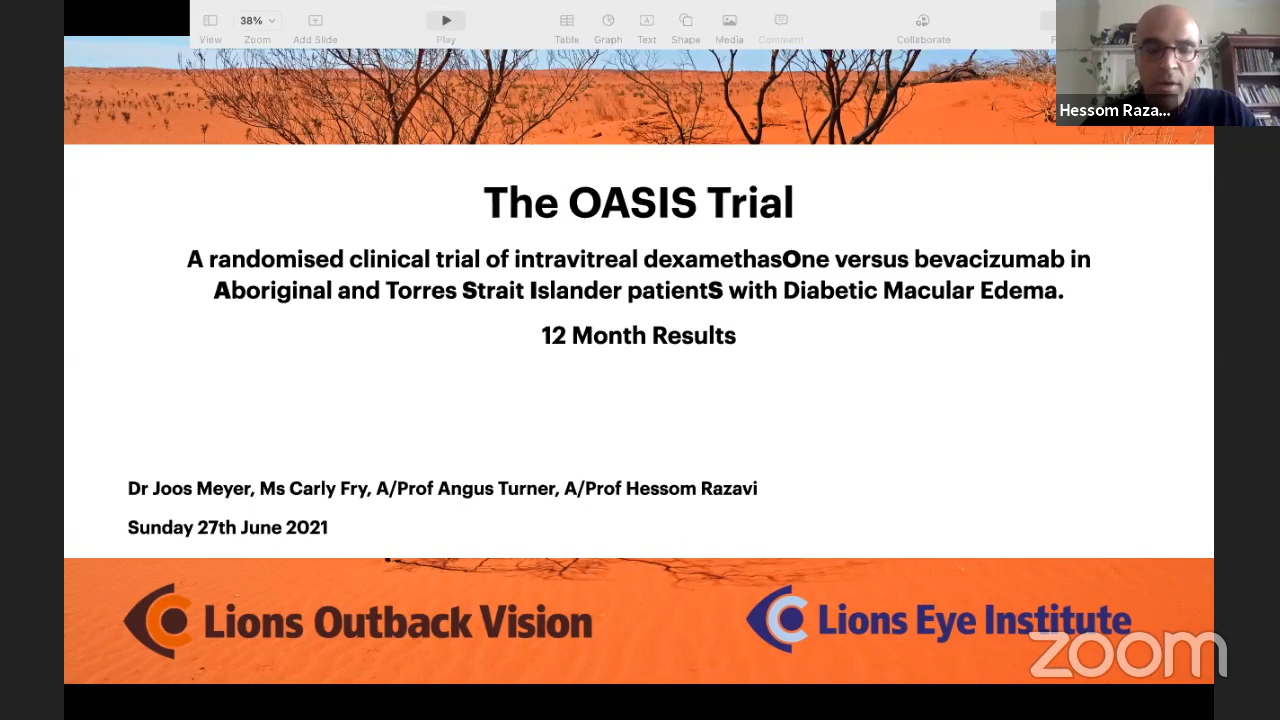 38%
View Zoom Add Slide Play Table Graph Text Shape Media Comment Collaborate
Hessom Raza...
The OASIS Trial
A randomised clinical trial of intravitreal dexamethasOne versus bevacizumab in
Aboriginal and Torres Strait Islander patientS with Diabetic Macular Edema.
12 Month Results
Dr Joos Meyer, Ms Carly Fry, A/Prof Angus Turner, A/Prof Hessom Razavi
Sunday 27th June 2021
Lions Outback Vision
Lions Eye Institute
zoom